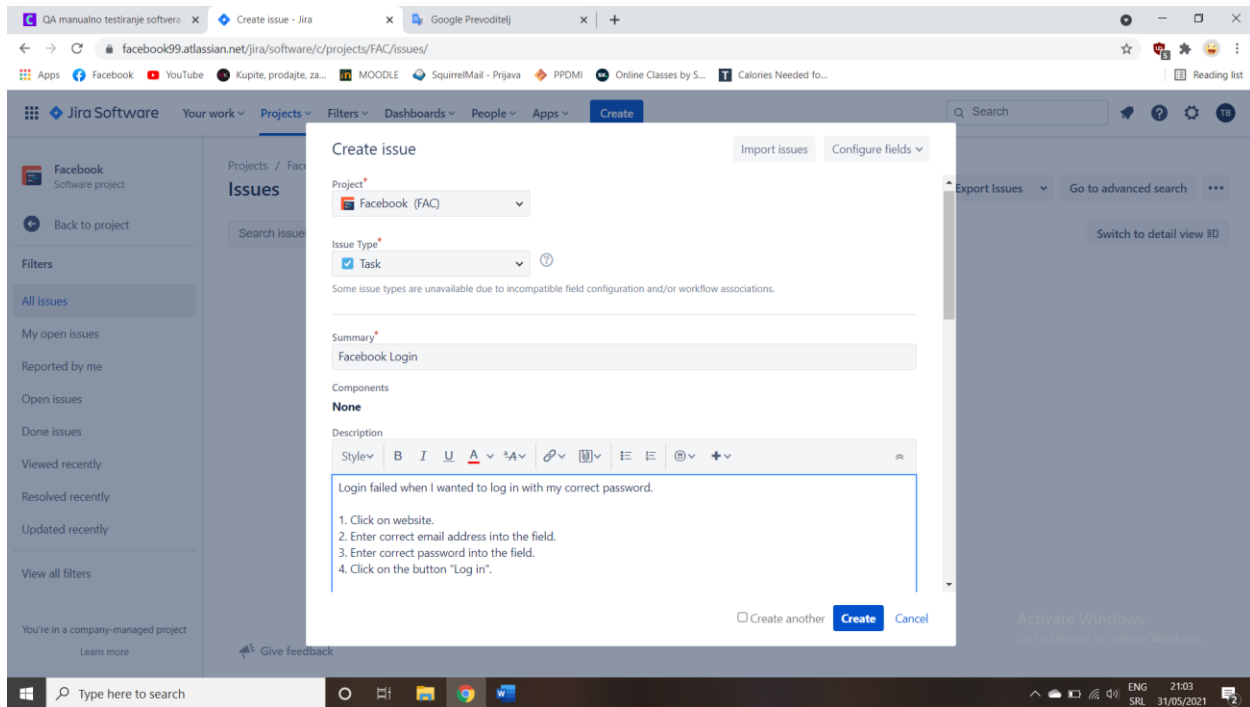 QA manualno testiranje softvera
Create issue - Jira
Google Prevoditelj
facebook99.atlassian.net/jira/software/c/projects/FAC/issues/
Apps Facebook YouTube Kupite, prodajte, za... MOODLE SquirrelMail - Prijava PPDMI Online Classes by S... Calories Needed fo... Reading list
Jira Software Your work Projects Filters Dashboards People Apps Create Search TB
Facebook
Software project
Back to project
Filters
All issues
My open issues
Reported by me
Open issues
Done issues
Viewed recently
Resolved recently
Updated recently
View all filters
You're in a company-managed project
Learn more
Projects / Face
Issues
Search issue
Export Issues Go to advanced search
Switch to detail view
Create issue
Import issues Configure fields
Project*
Facebook (FAC)
Issue Type*
Task
Some issue types are unavailable due to incompatible field configuration and/or workflow associations.
Summary*
Facebook Login
Components
None
Description
Style B I U A
Login failed when I wanted to log in with my correct password.
1. Click on website.
2. Enter correct email address into the field.
3. Enter correct password into the field.
4. Click on the button "Log in".
Create another Create Cancel
Give feedback
Activate Windows
Go to Settings to activate Windows.
Type here to search
ENG
SRL
21:03
31/05/2021